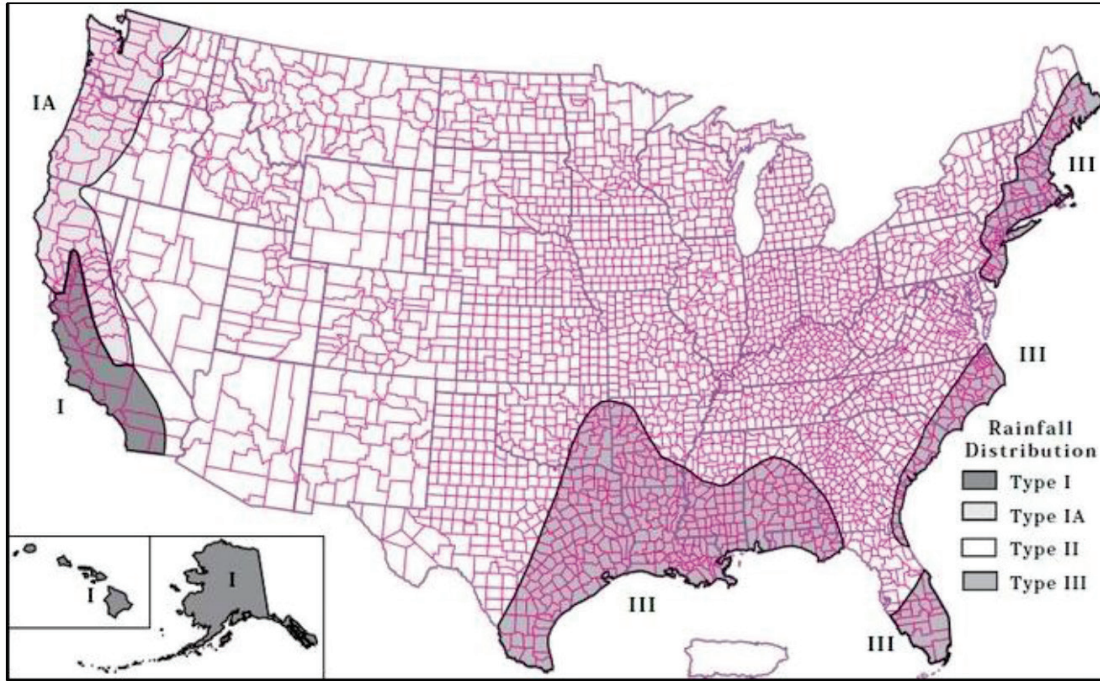 IA
III
III
I
Rainfall
Distribution
Type I
Type IA
Type II
Type III
I
I
III
III